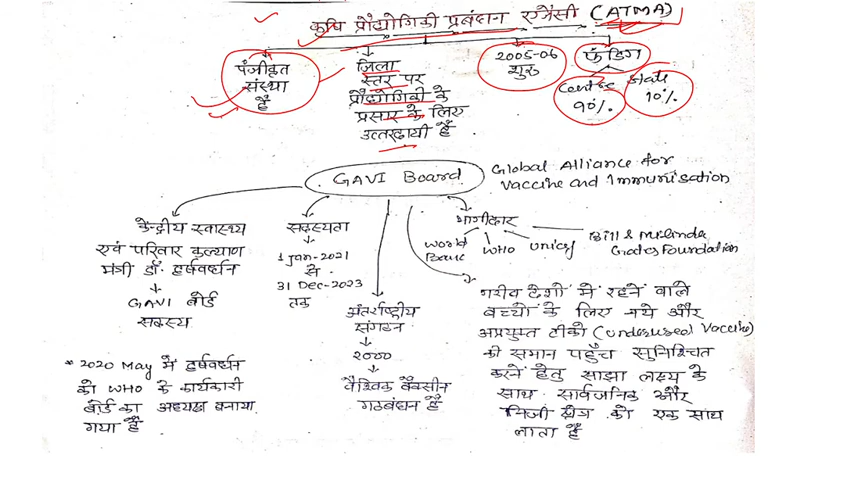 कृषि प्रौद्योगिकी प्रबंदान एजेंसी (ATMA)
पंजीकृत
संस्था
है
जिला
स्तर पर
प्रौद्योगिकी के
प्रसार के लिए
उत्तरदायी है
2005-06
शुरु
फंडिंग
Centre
90%
State
10%
GAVI Board
Global Alliance for
Vaccine and Immunisation
केन्द्रीय स्वास्थ्य
एवं परिवार कल्याण
मंत्री डॉ. हर्षवर्धन
GAVI बोर्ड
सदस्य
सदस्यता
1 Jan-2021
से
31 Dec-2023
तक
अंतर्राष्ट्रीय
संगठन
2000
वैश्विक वैक्सीन
गठबंधन है
भागीदार
World
Bank
WHO
Unicef
Bill & Melinda
Gates Foundation
गरीब देशों में रहने वाले
बच्चों के लिए नये और
अप्रयुक्त टीको (underused Vaccine)
की समान पहुँच सुनिश्चित
करने हेतु साझा लक्ष्य के
साथ सार्वजनिक और
निजी क्षेत्र को एक साथ
लाता है
* 2020 May में हर्षवर्धन
को WHO के कार्यकारी
बोर्ड का अध्यक्ष बनाया
गया है